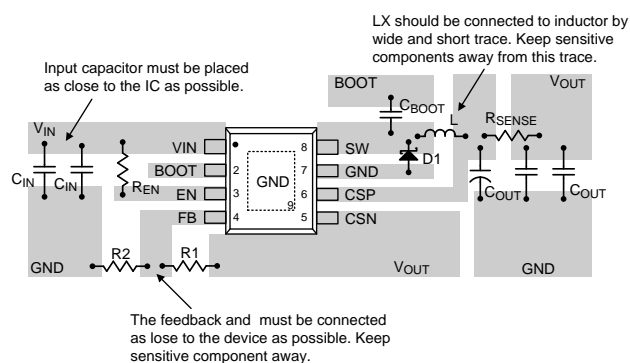 LX should be connected to inductor by
wide and short trace. Keep sensitive
components away from this trace.
Input capacitor must be placed
as close to the IC as possible.
BOOT
VOUT
CBOOT
L
RSENSE
VIN
VIN
8
SW
D1
BOOT
2
GND
7
GND
CIN
CIN
REN
EN
3
6
CSP
COUT
COUT
9
FB
4
5
CSN
R2
R1
GND
VOUT
GND
The feedback and must be connected
as lose to the device as possible. Keep
sensitive component away.